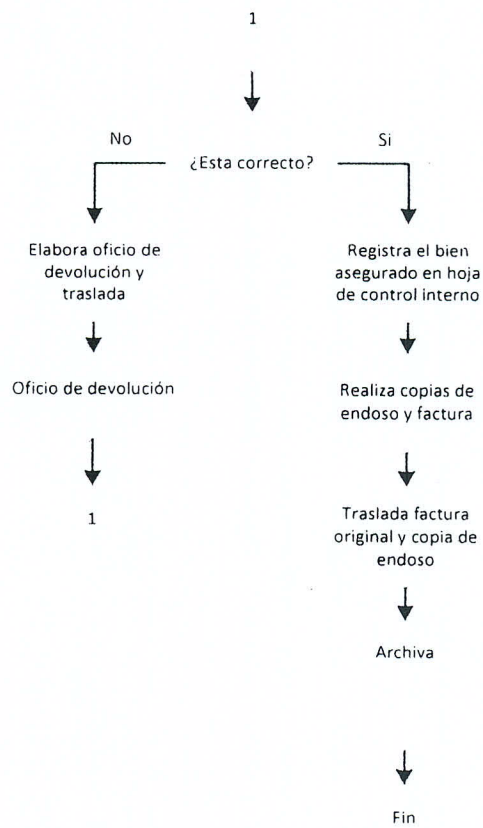 1
No
Si
¿Esta correcto?
Elabora oficio de
devolución y
traslada
Oficio de devolución
1
Registra el bien
asegurado en hoja
de control interno
Realiza copias de
endoso y factura
Traslada factura
original y copia de
endoso
Archiva
Fin